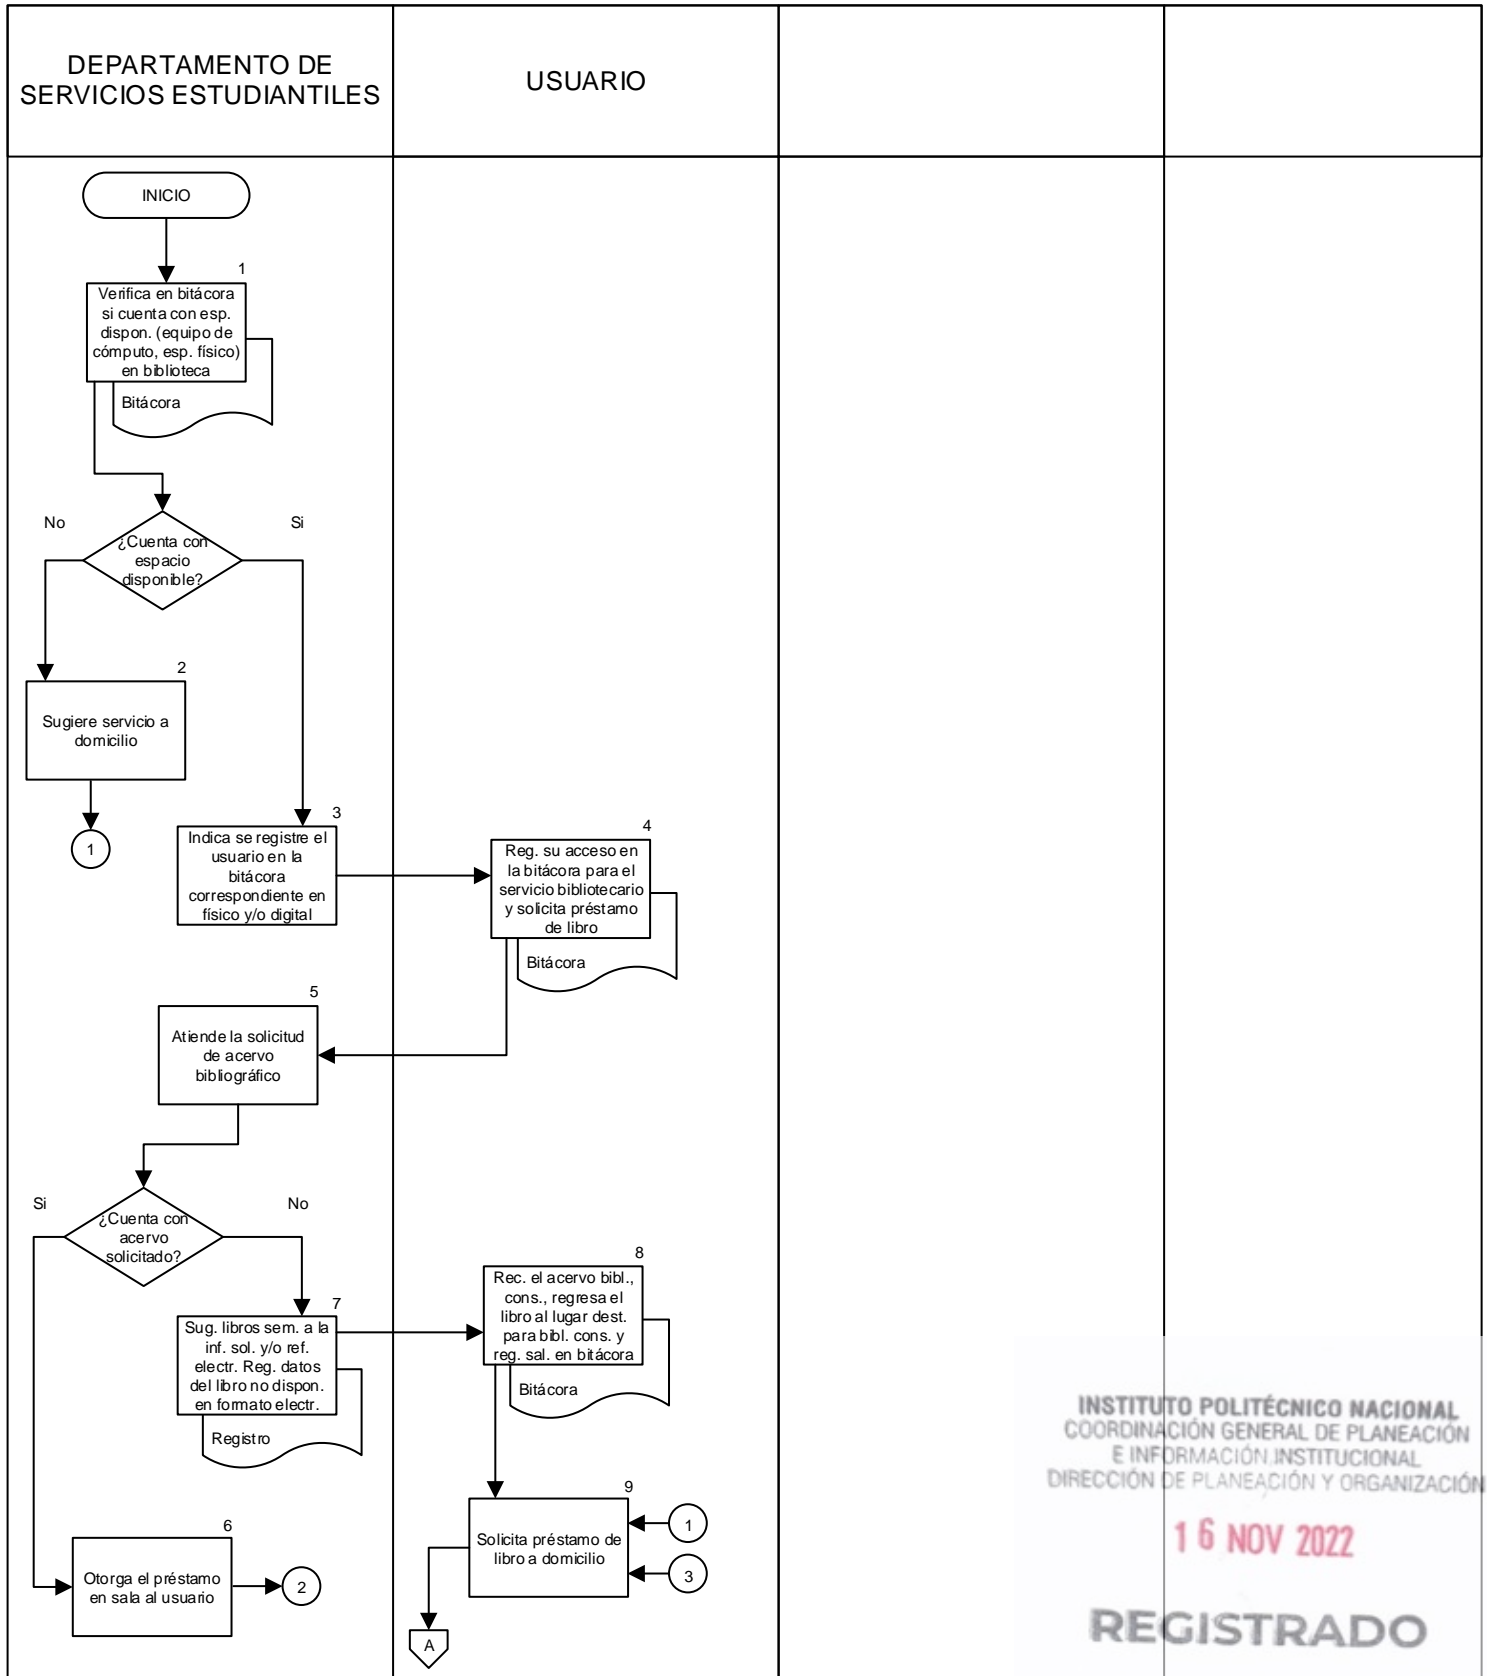 DEPARTAMENTO DE
SERVICIOS ESTUDIANTILES
USUARIO
INICIO
1
Verifica en bitácora
si cuenta con esp.
dispon. (equipo de
cómputo, esp. físico)
en biblioteca
Bitácora
No
Si
¿Cuenta con
espacio
disponible?
2
Sugiere servicio a
domicilio
1
3
Indica se registre el
usuario en la
bitácora
correspondiente en
físico y/o digital
4
Reg. su acceso en
la bitácora para el
servicio bibliotecario
y solicita préstamo
de libro
Bitácora
5
Atiende la solicitud
de acervo
bibliográfico
Si
No
¿Cuenta con
acervo
solicitado?
7
Sug. libros sem. a la
inf. sol. y/o ref.
electr. Reg. datos
del libro no dispon.
en formato electr.
Registro
8
Rec. el acervo bibl.,
cons., regresa el
libro al lugar dest.
para bibl. cons. y
reg. sal. en bitácora
Bitácora
6
Otorga el préstamo
en sala al usuario
2
9
Solicita préstamo de
libro a domicilio
1
3
A
INSTITUTO POLITÉCNICO NACIONAL
COORDINACIÓN GENERAL DE PLANEACIÓN
E INFORMACIÓN INSTITUCIONAL
DIRECCIÓN DE PLANEACIÓN Y ORGANIZACIÓN
16 NOV 2022
REGISTRADO